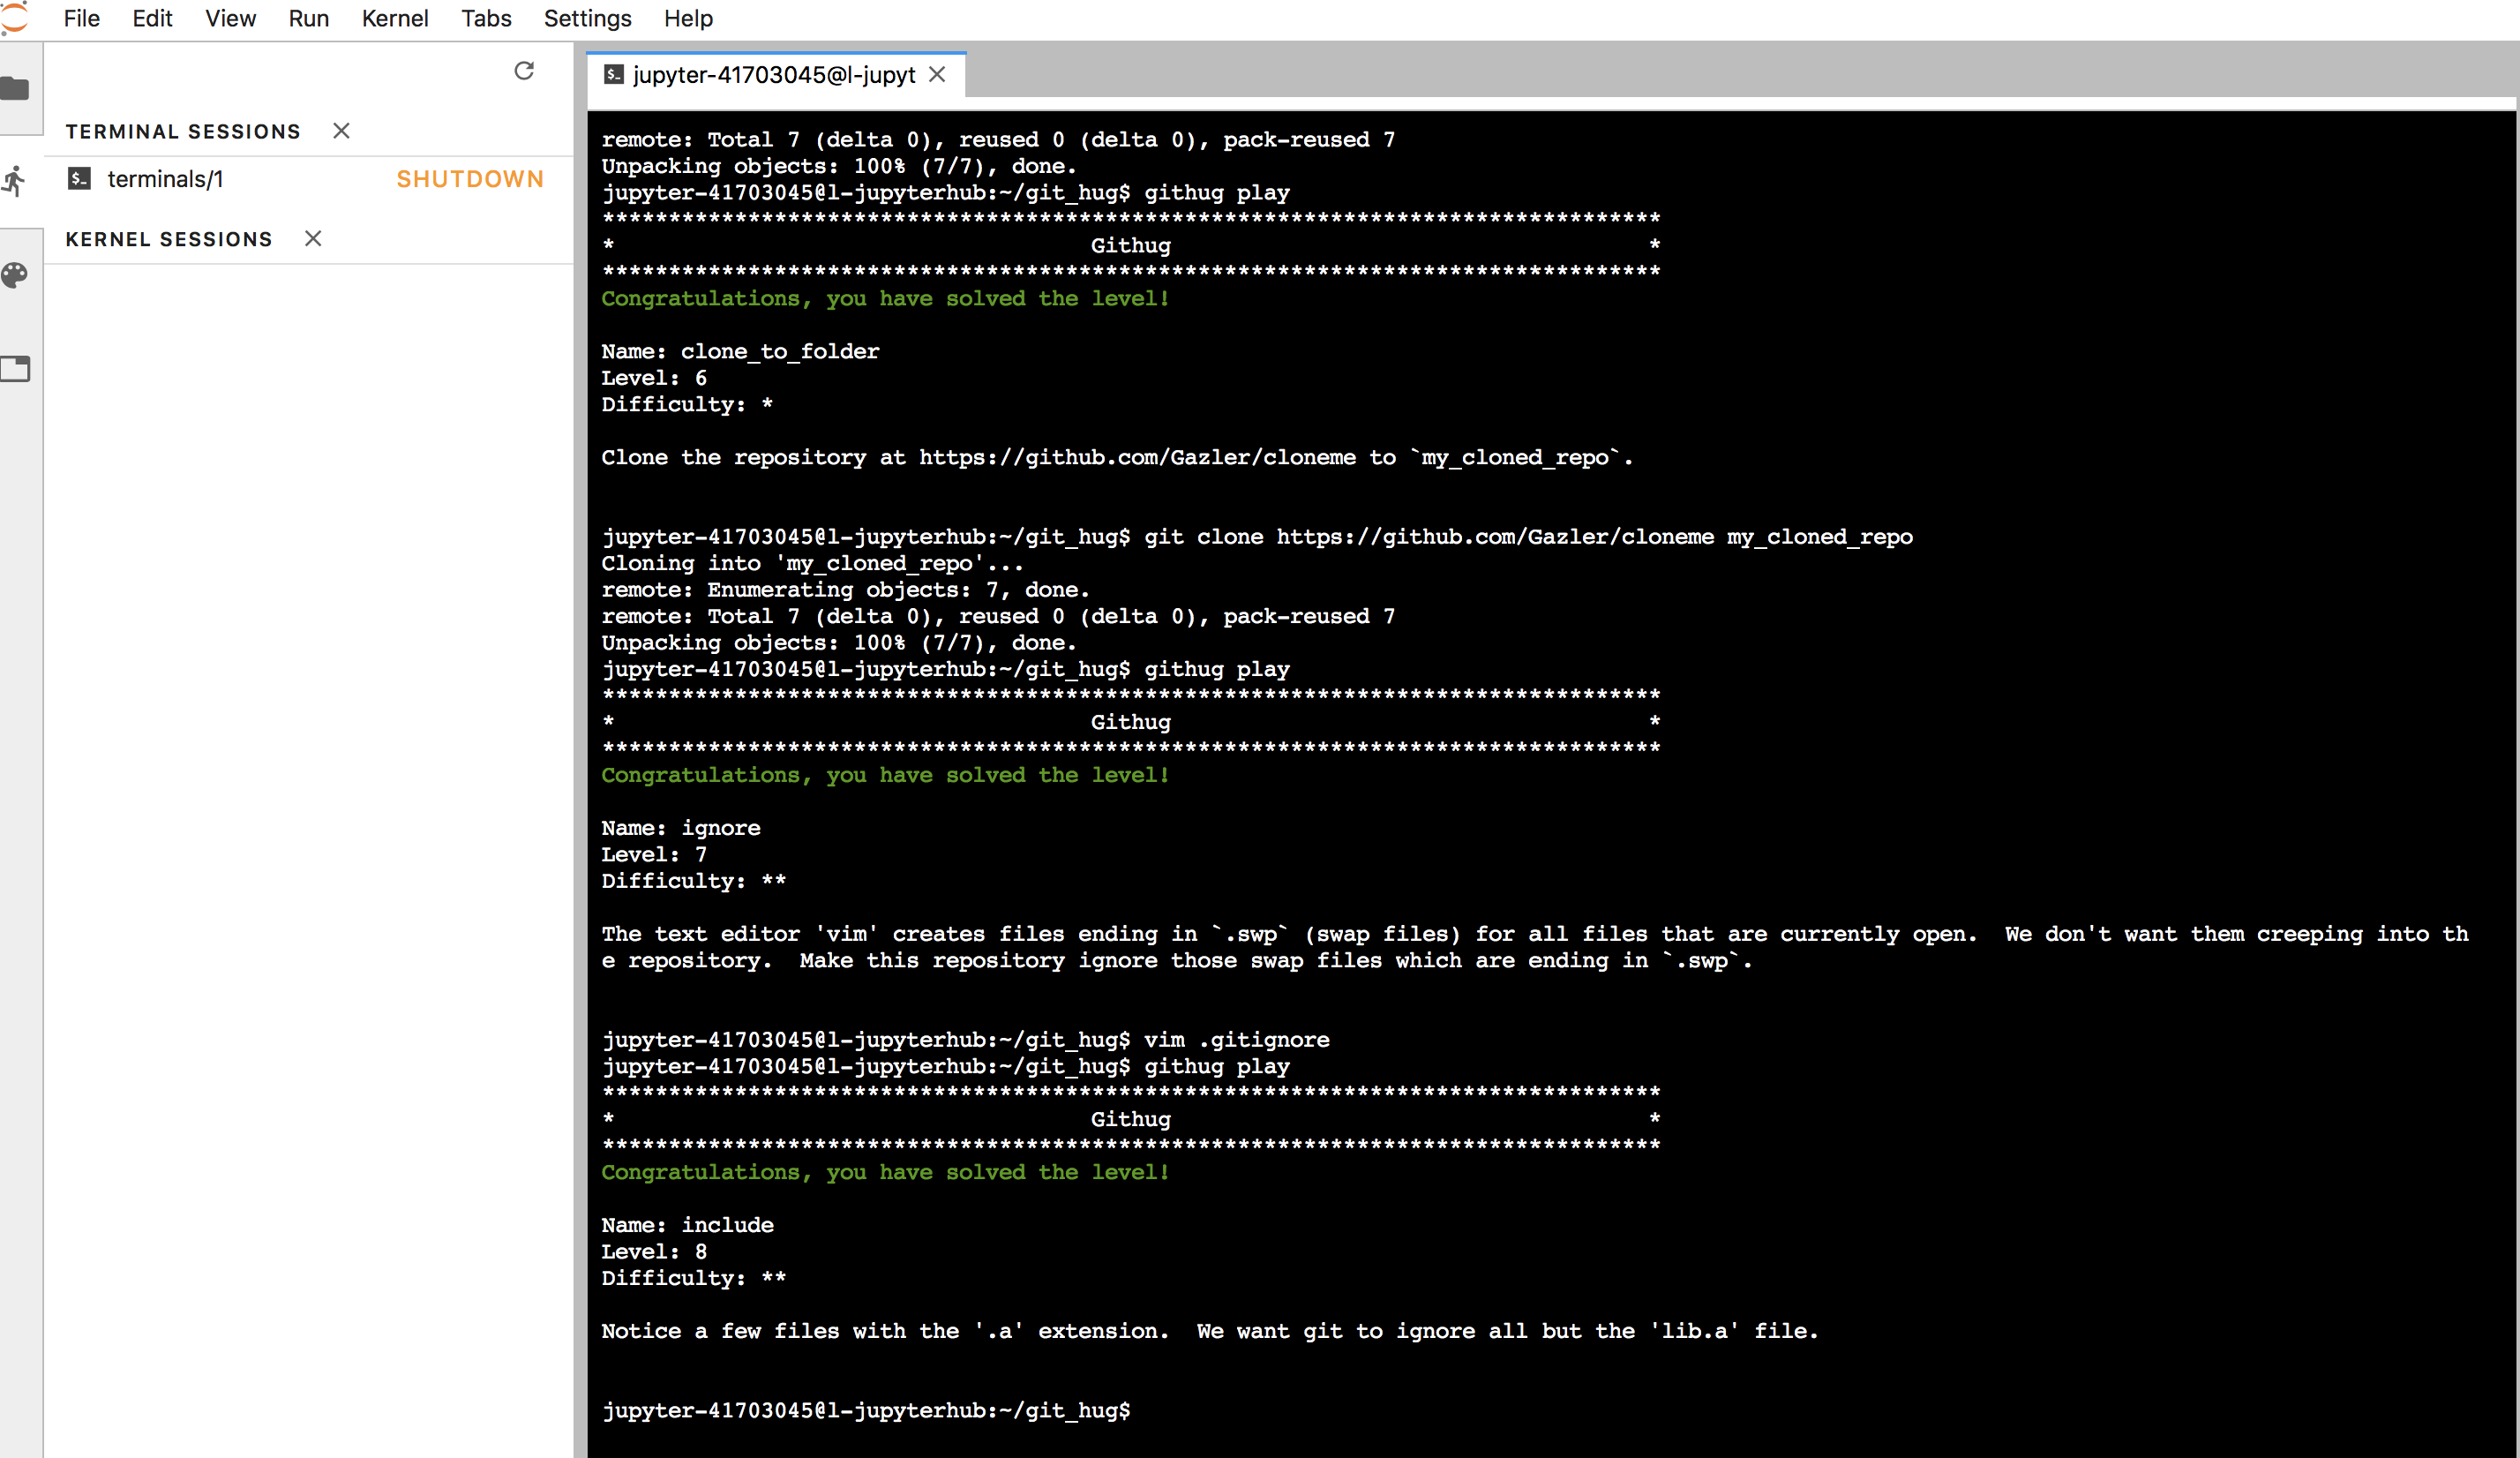 File Edit View Run Kernel Tabs Settings Help
TERMINAL SESSIONS
terminals/1 SHUTDOWN
KERNEL SESSIONS
jupyter-41703045@l-jupyt
remote: Total 7 (delta 0), reused 0 (delta 0), pack-reused 7
Unpacking objects: 100% (7/7), done.
jupyter-41703045@l-jupyterhub:~/git_hug$ githug play
********************************************************************************
*                                    Githug                                    *
********************************************************************************
Congratulations, you have solved the level!
Name: clone_to_folder
Level: 6
Difficulty: *
Clone the repository at https://github.com/Gazler/cloneme to `my_cloned_repo`.
jupyter-41703045@l-jupyterhub:~/git_hug$ git clone https://github.com/Gazler/cloneme my_cloned_repo
Cloning into 'my_cloned_repo'...
remote: Enumerating objects: 7, done.
remote: Total 7 (delta 0), reused 0 (delta 0), pack-reused 7
Unpacking objects: 100% (7/7), done.
jupyter-41703045@l-jupyterhub:~/git_hug$ githug play
********************************************************************************
*                                    Githug                                    *
********************************************************************************
Congratulations, you have solved the level!
Name: ignore
Level: 7
Difficulty: **
The text editor 'vim' creates files ending in `.swp` (swap files) for all files that are currently open.  We don't want them creeping into th
e repository.  Make this repository ignore those swap files which are ending in `.swp`.
jupyter-41703045@l-jupyterhub:~/git_hug$ vim .gitignore
jupyter-41703045@l-jupyterhub:~/git_hug$ githug play
********************************************************************************
*                                    Githug                                    *
********************************************************************************
Congratulations, you have solved the level!
Name: include
Level: 8
Difficulty: **
Notice a few files with the '.a' extension.  We want git to ignore all but the 'lib.a' file.
jupyter-41703045@l-jupyterhub:~/git_hug$